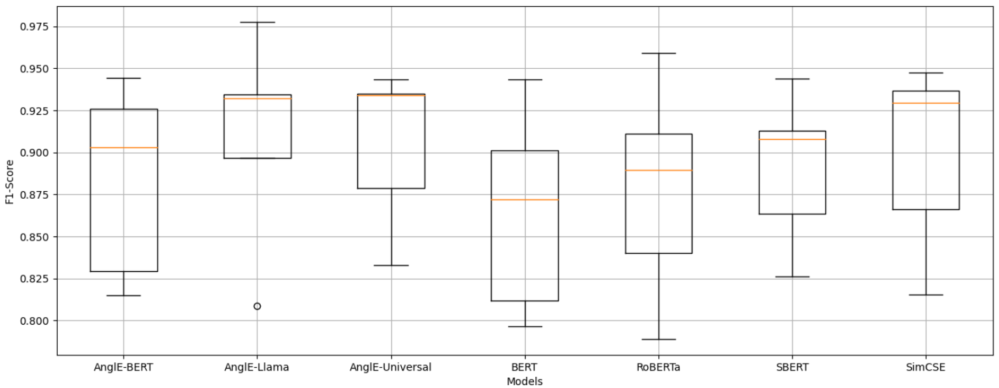 0.975
0.950
0.925
0.900
0.875
0.850
0.825
0.800
F1-Score
AnglE-BERT
AnglE-Llama
AnglE-Universal
BERT
RoBERTa
SBERT
SimCSE
Models